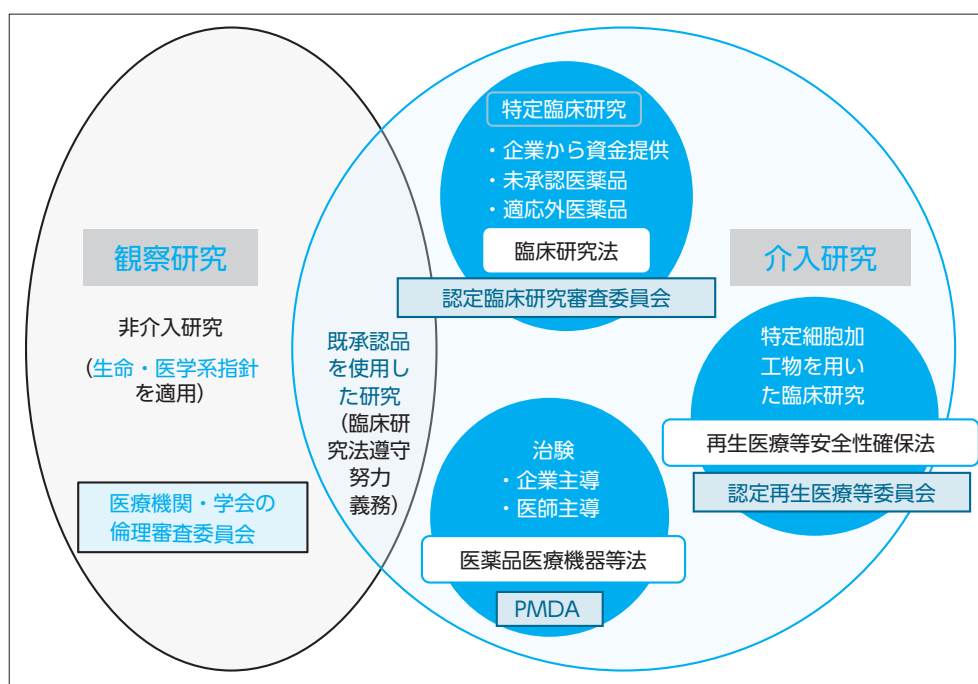 観察研究
非介入研究
(生命・医学系指針
を適用)
医療機関・学会の
倫理審査委員会
既承認品
を使用し
た研究
(臨床研
究法遵守
努力
義務)
特定臨床研究
・企業から資金提供
・未承認医薬品
・適応外医薬品
臨床研究法
認定臨床研究審査委員会
介入研究
特定細胞加
工物を用い
た臨床研究
再生医療等安全性確保法
認定再生医療等委員会
治験
・企業主導
・医師主導
医薬品医療機器等法
PMDA